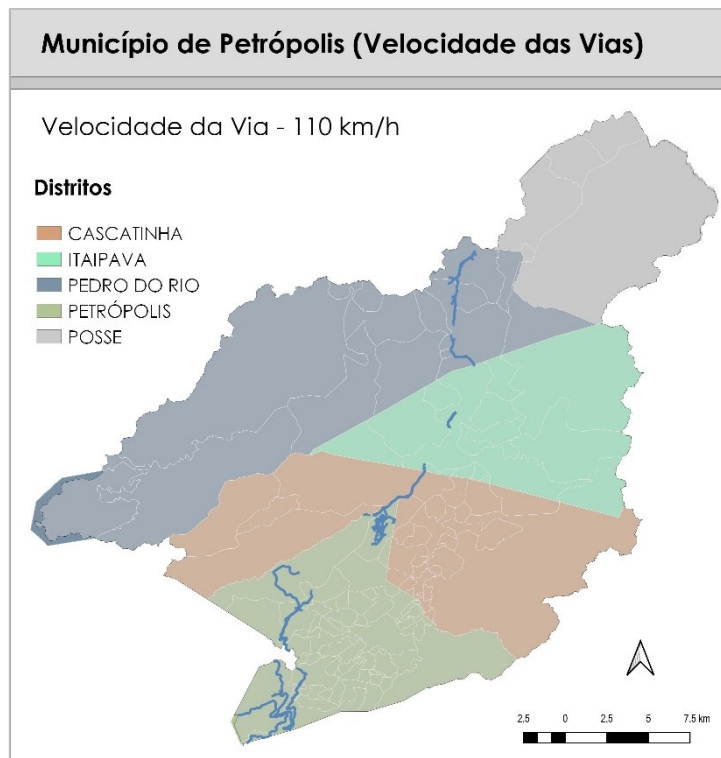 Município de Petrópolis (Velocidade das Vias)
Velocidade da Via - 110 km/h
Distritos
CASCATINHA
ITAIPAVA
PEDRO DO RIO
PETRÓPOLIS
POSSE
2.5 0 2.5 5 7.5 km